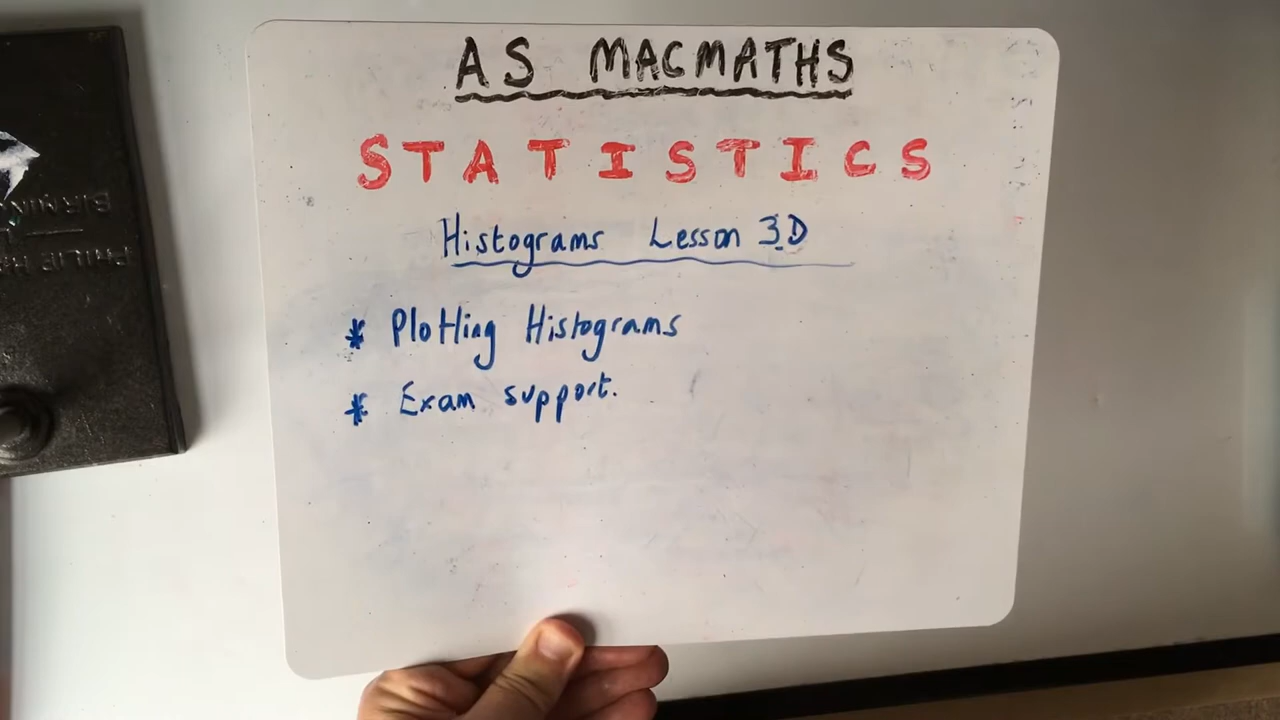 AS MACMATHS
STATISTICS
Histograms Lesson 3D
* Plotting Histograms
* Exam support.